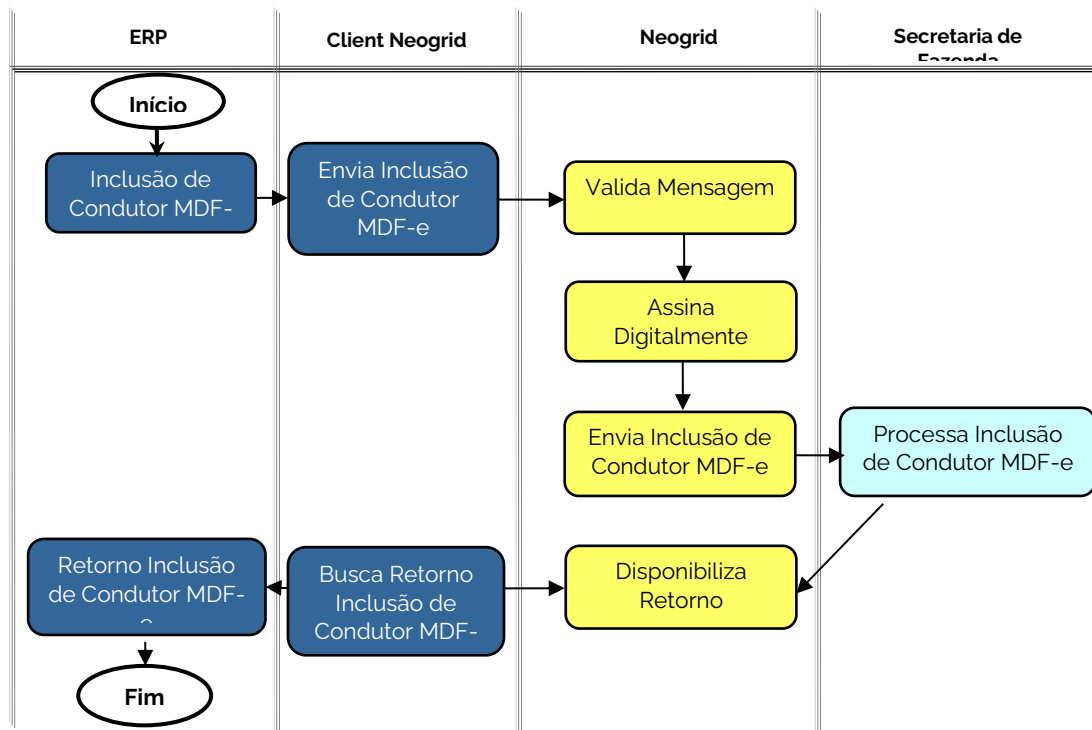 ERP
Client Neogrid
Neogrid
Secretaria de
Fazenda
Início
Inclusão de
Condutor MDF-
Envia Inclusão
de Condutor
MDF-e
Valida Mensagem
Assina
Digitalmente
Envia Inclusão de
Condutor MDF-e
Processa Inclusão
de Condutor MDF-e
Retorno Inclusão
de Condutor MDF-
e
Busca Retorno
Inclusão de
Condutor MDF-
Disponibiliza
Retorno
Fim